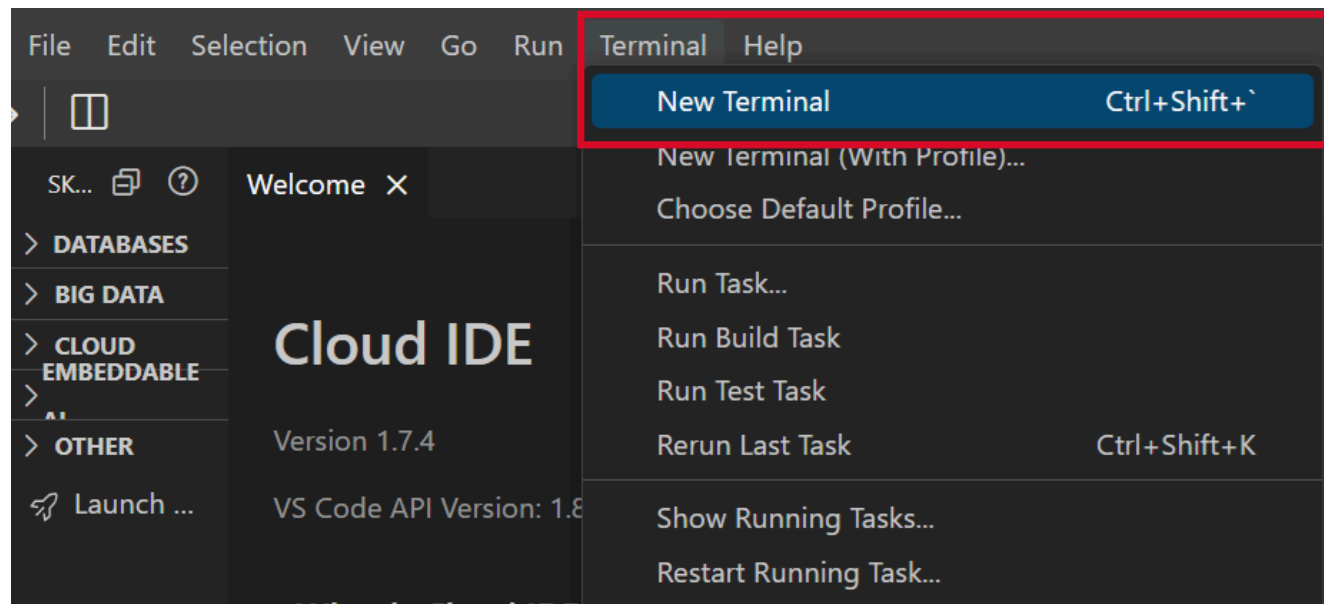 File Edit Selection View Go Run Terminal Help
New Terminal Ctrl+Shift+`
New Terminal (With Profile)...
Choose Default Profile...
Run Task...
Run Build Task
Run Test Task
Rerun Last Task Ctrl+Shift+K
Show Running Tasks...
Restart Running Task...
SK...
Welcome
DATABASES
BIG DATA
CLOUD
EMBEDDABLE
AI
OTHER
Launch ...
Cloud IDE
Version 1.7.4
VS Code API Version: 1.8